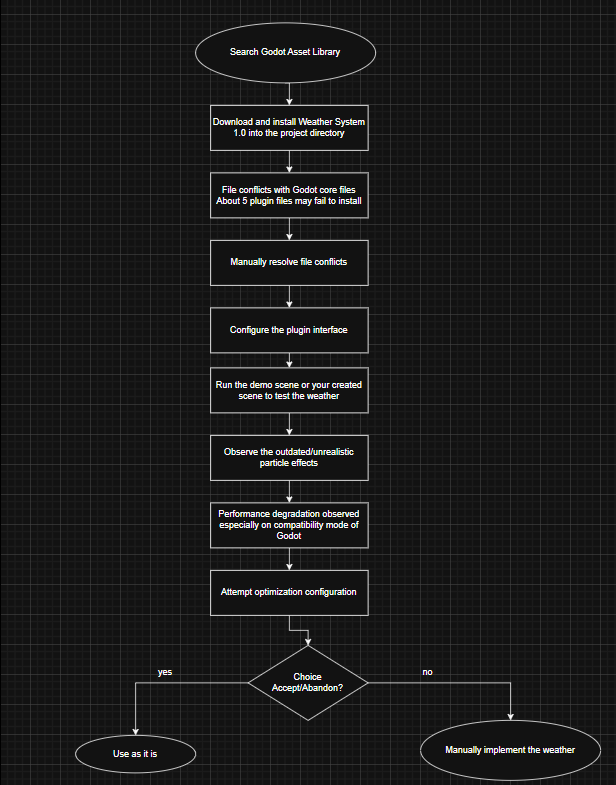 Search Godot Asset Library
Download and install Weather System
1.0 into the project directory
File conflicts with Godot core files
About 5 plugin files may fail to install
Manually resolve file conflicts
Configure the plugin interface
Run the demo scene or your created
scene to test the weather
Observe the outdated/unrealistic
particle effects
Performance degradation observed
especially on compatibility mode of
Godot
Attempt optimization configuration
Choice
Accept/Abandon?
yes
no
Use as it is
Manually implement the weather